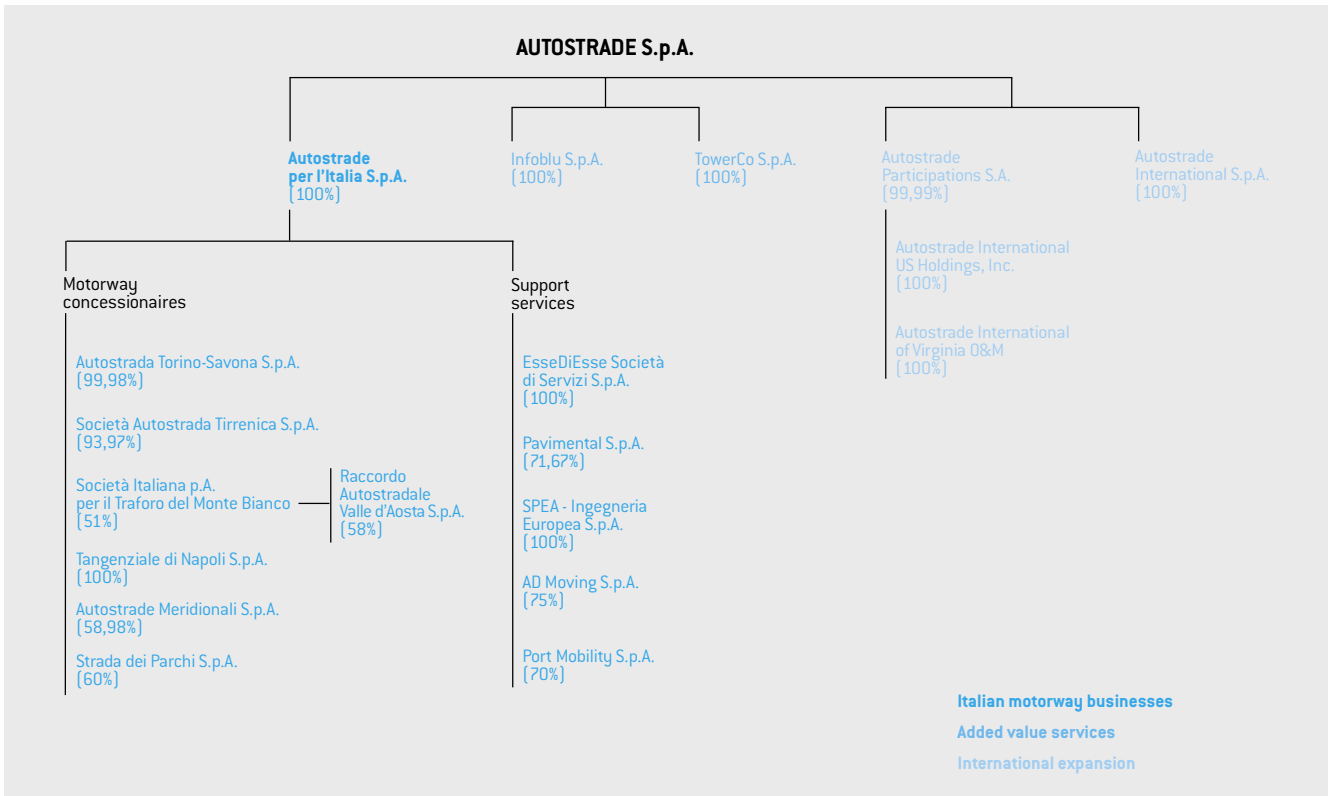 AUTOSTRADE S.p.A.
Autostrade
per l'Italia S.p.A.
(100%)
Infoblu S.p.A.
(100%)
TowerCo S.p.A.
(100%)
Autostrade
Participations S.A.
(99,99%)
Autostrade
International S.p.A.
(100%)
Autostrade International
US Holdings, Inc.
(100%)
Autostrade International
of Virginia O&M
(100%)
Motorway
concessionaires
Autostrada Torino-Savona S.p.A.
(99,98%)
Società Autostrada Tirrenica S.p.A.
(93,97%)
Società Italiana p.A.
per il Traforo del Monte Bianco
(51%)
Raccordo
Autostradale
Valle d'Aosta S.p.A.
(58%)
Tangenziale di Napoli S.p.A.
(100%)
Autostrade Meridionali S.p.A.
(58,98%)
Strada dei Parchi S.p.A.
(60%)
Support
services
EsseDiEsse Società
di Servizi S.p.A.
(100%)
Pavimental S.p.A.
(71,67%)
SPEA - Ingegneria
Europea S.p.A.
(100%)
AD Moving S.p.A.
(75%)
Port Mobility S.p.A.
(70%)
Italian motorway businesses
Added value services
International expansion